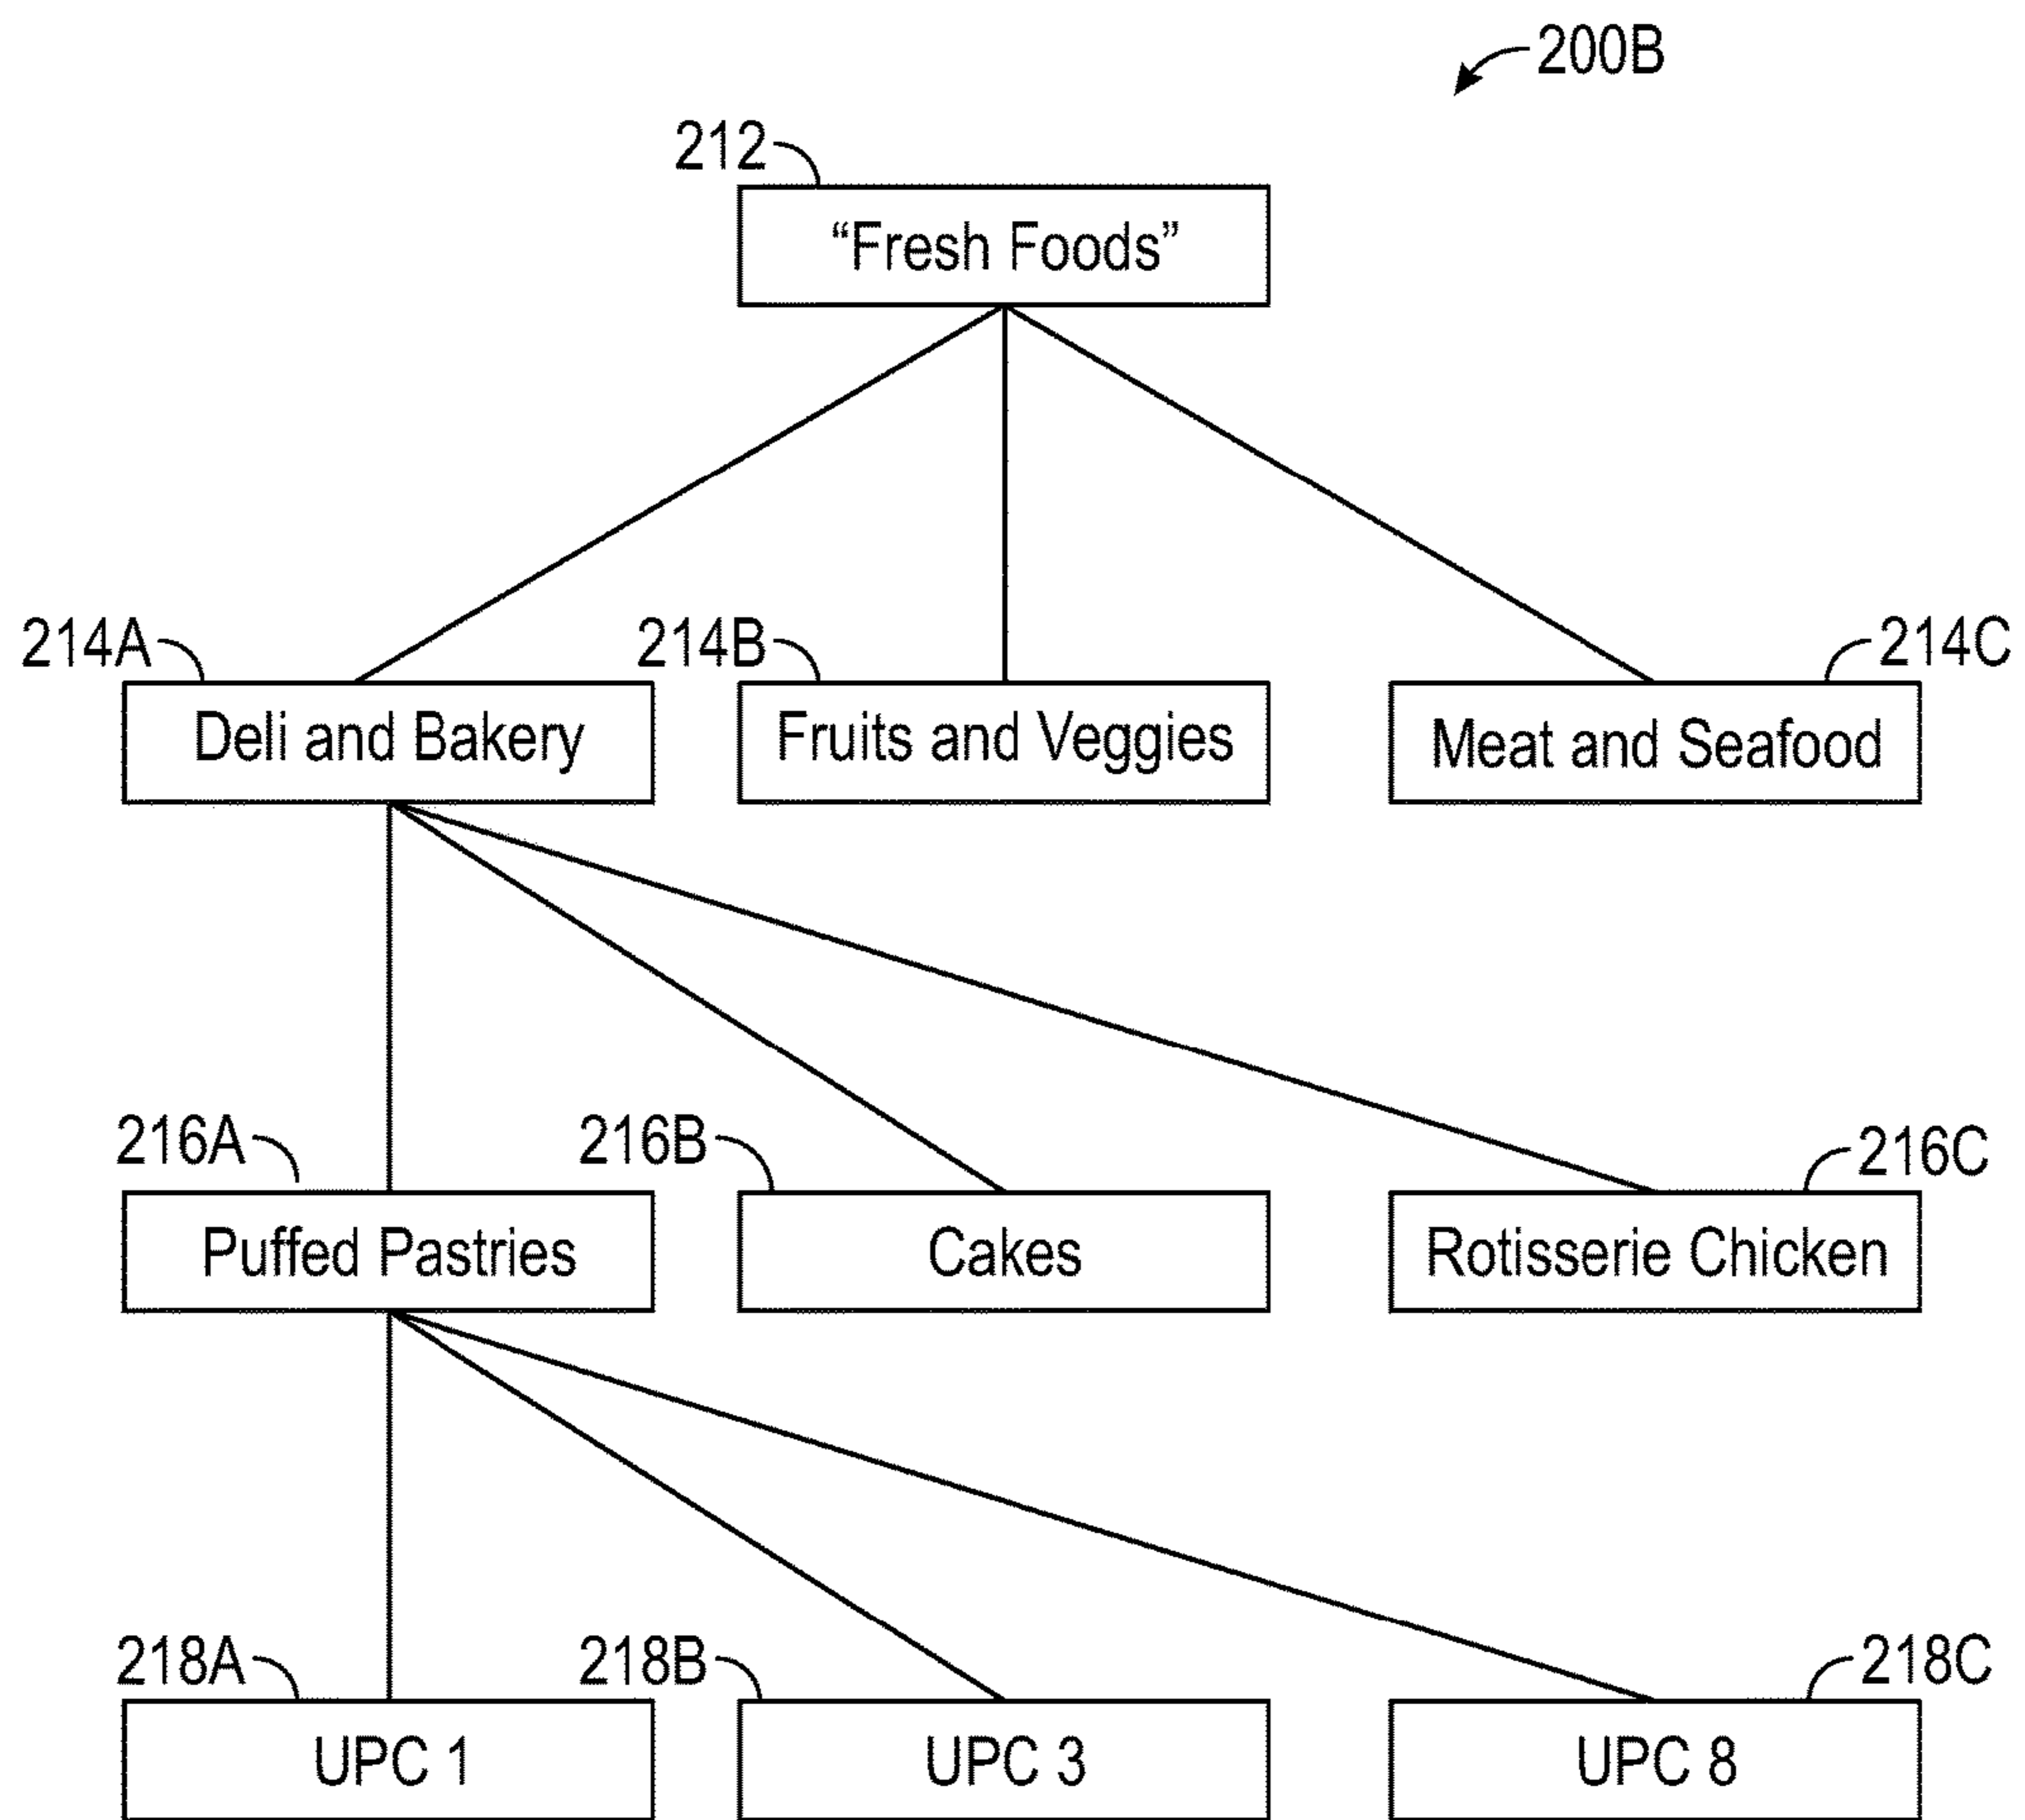 200B
212
“Fresh Foods”
214A
214B
214C
Deli and Bakery
Fruits and Veggies
Meat and Seafood
216A
216B
216C
Puffed Pastries
Cakes
Rotisserie Chicken
218A
218B
218C
UPC 1
UPC 3
UPC 8